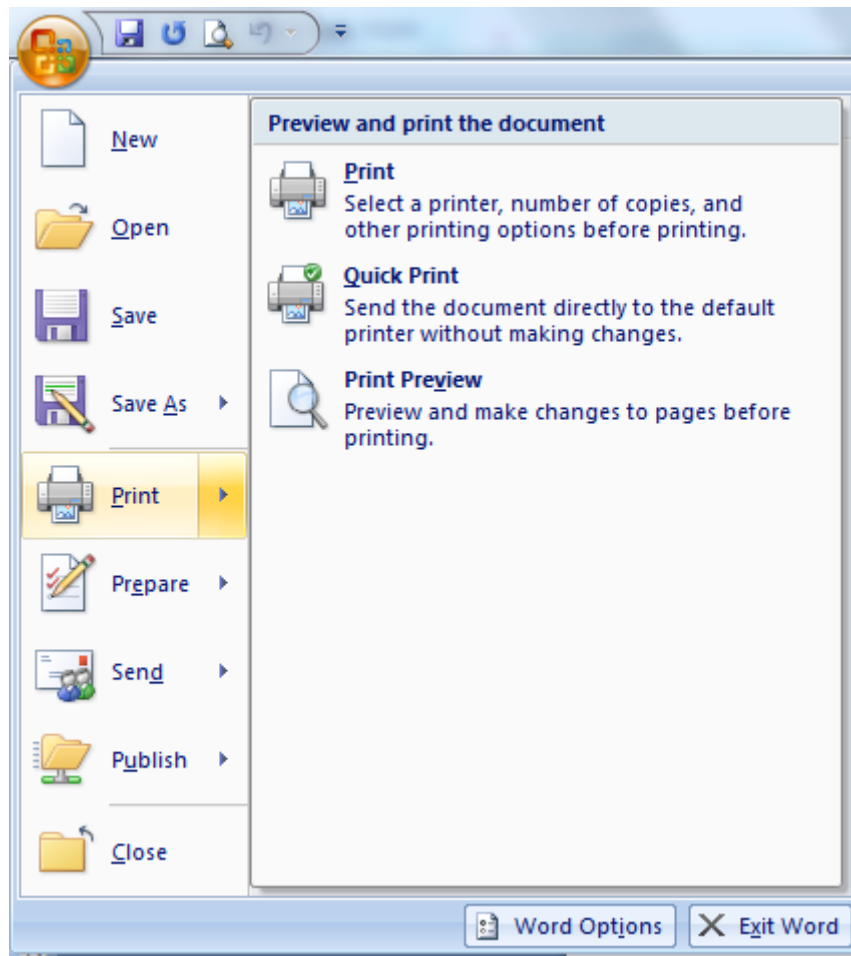 New
Open
Save
Save As
Print
Prepare
Send
Publish
Close
Preview and print the document
Print
Select a printer, number of copies, and
other printing options before printing.
Quick Print
Send the document directly to the default
printer without making changes.
Print Preview
Preview and make changes to pages before
printing.
Word Options
Exit Word